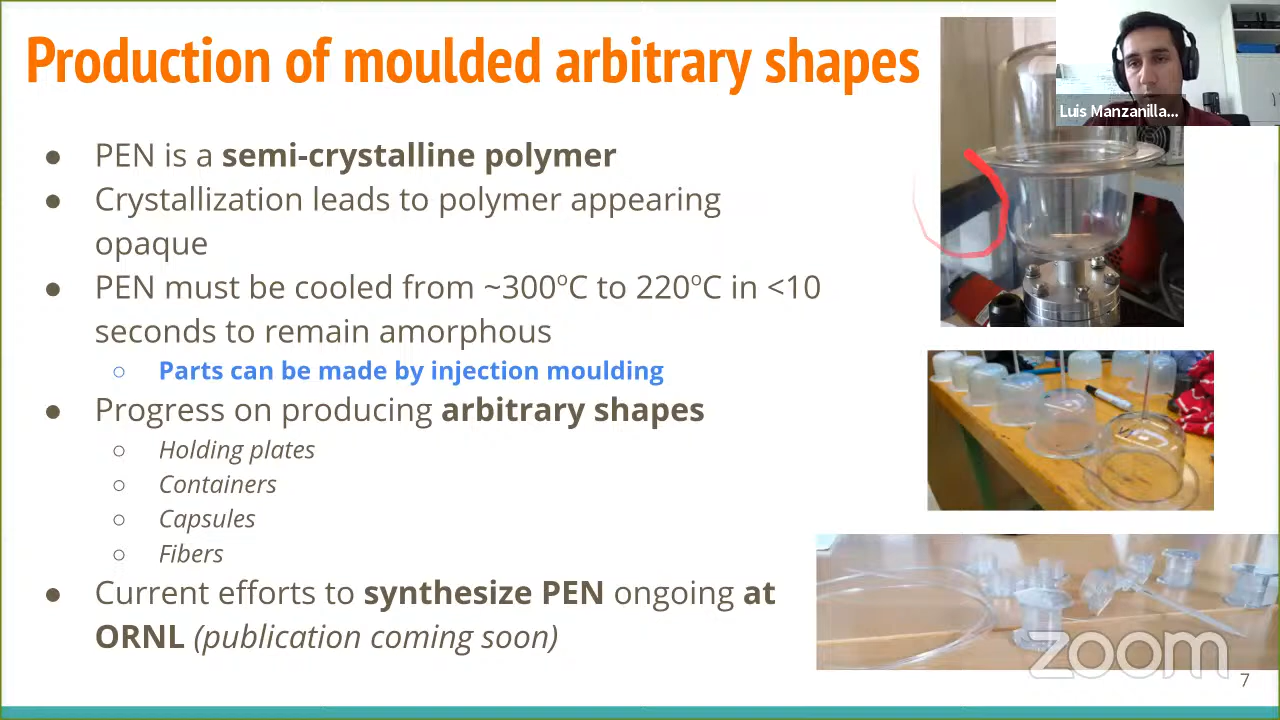 Production of moulded arbitrary shapes
Luis Manzanilla...
● PEN is a semi-crystalline polymer
● Crystallization leads to polymer appearing
opaque
● PEN must be cooled from ~300ºC to 220ºC in <10
seconds to remain amorphous
○ Parts can be made by injection moulding
● Progress on producing arbitrary shapes
○ Holding plates
○ Containers
○ Capsules
○ Fibers
● Current efforts to synthesize PEN ongoing at
ORNL (publication coming soon)
zoom
7